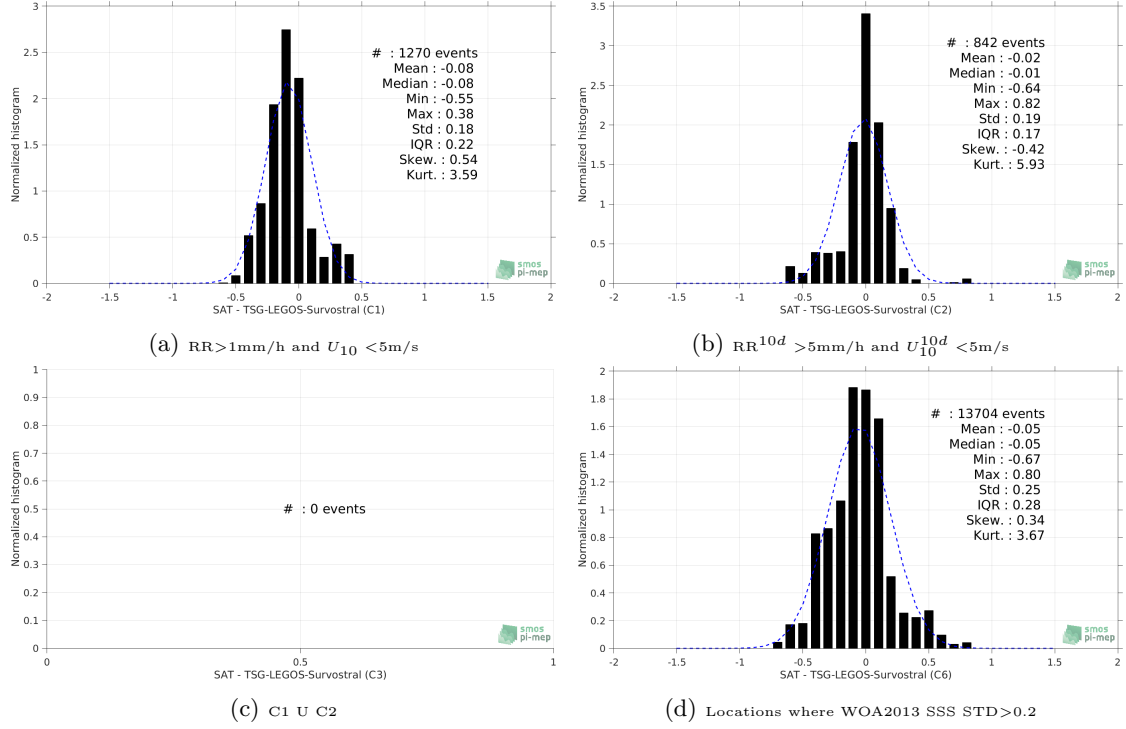 3
2.5
2
1.5
1
0.5
0
Normalized histogram
# : 1270 events
Mean : -0.08
Median : -0.08
Min : -0.55
Max : 0.38
Std : 0.18
IQR : 0.22
Skew. : 0.54
Kurt. : 3.59
smos
pi-mep
-2 -1.5 -1 -0.5 0 0.5 1 1.5 2
SAT - TSG-LEGOS-Survostral (C1)
(a) RR>1mm/h and U10 <5m/s
3.5
3
2.5
2
1.5
1
0.5
0
Normalized histogram
# : 842 events
Mean : -0.02
Median : -0.01
Min : -0.64
Max : 0.82
Std : 0.19
IQR : 0.17
Skew. : -0.42
Kurt. : 5.93
smos
pi-mep
-2 -1.5 -1 -0.5 0 0.5 1 1.5 2
SAT - TSG-LEGOS-Survostral (C2)
(b) RR^10d >5mm/h and U10^10d <5m/s
1
0.9
0.8
0.7
0.6
0.5
0.4
0.3
0.2
0.1
0
Normalized histogram
# : 0 events
smos
pi-mep
0 0.5 1
SAT - TSG-LEGOS-Survostral (C3)
(c) C1 U C2
2
1.8
1.6
1.4
1.2
1
0.8
0.6
0.4
0.2
0
Normalized histogram
# : 13704 events
Mean : -0.05
Median : -0.05
Min : -0.67
Max : 0.80
Std : 0.25
IQR : 0.28
Skew. : 0.34
Kurt. : 3.67
smos
pi-mep
-2 -1.5 -1 -0.5 0 0.5 1 1.5 2
SAT - TSG-LEGOS-Survostral (C6)
(d) Locations where WOA2013 SSS STD>0.2